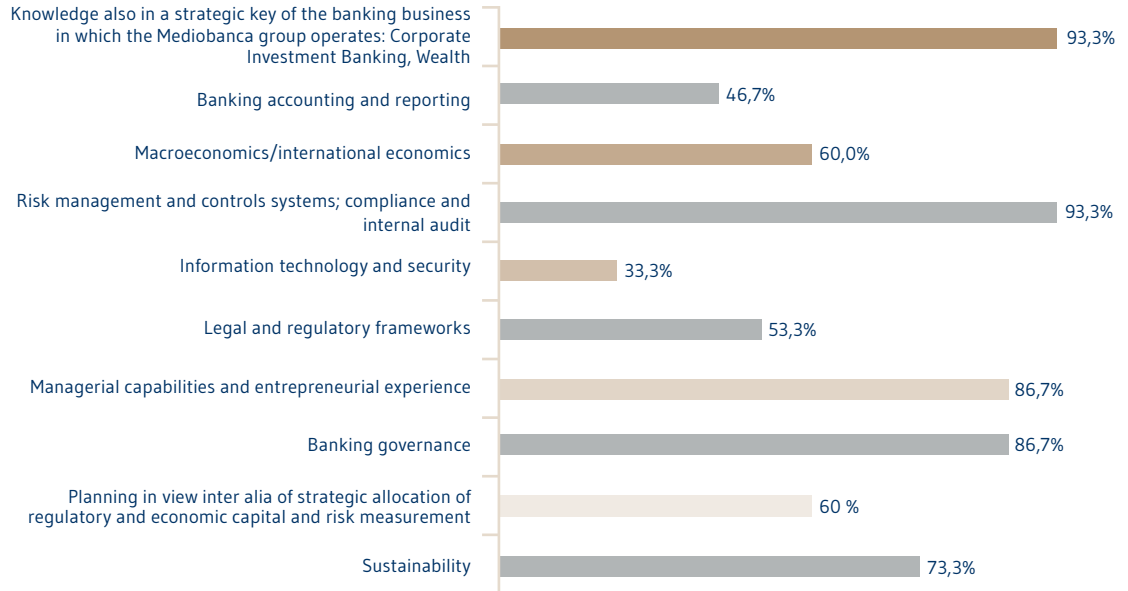 Knowledge also in a strategic key of the banking business
in which the Mediobanca group operates: Corporate
Investment Banking, Wealth
93,3%
Banking accounting and reporting
46,7%
Macroeconomics/international economics
60,0%
Risk management and controls systems; compliance and
internal audit
93,3%
Information technology and security
33,3%
Legal and regulatory frameworks
53,3%
Managerial capabilities and entrepreneurial experience
86,7%
Banking governance
86,7%
Planning in view inter alia of strategic allocation of
regulatory and economic capital and risk measurement
60 %
Sustainability
73,3%